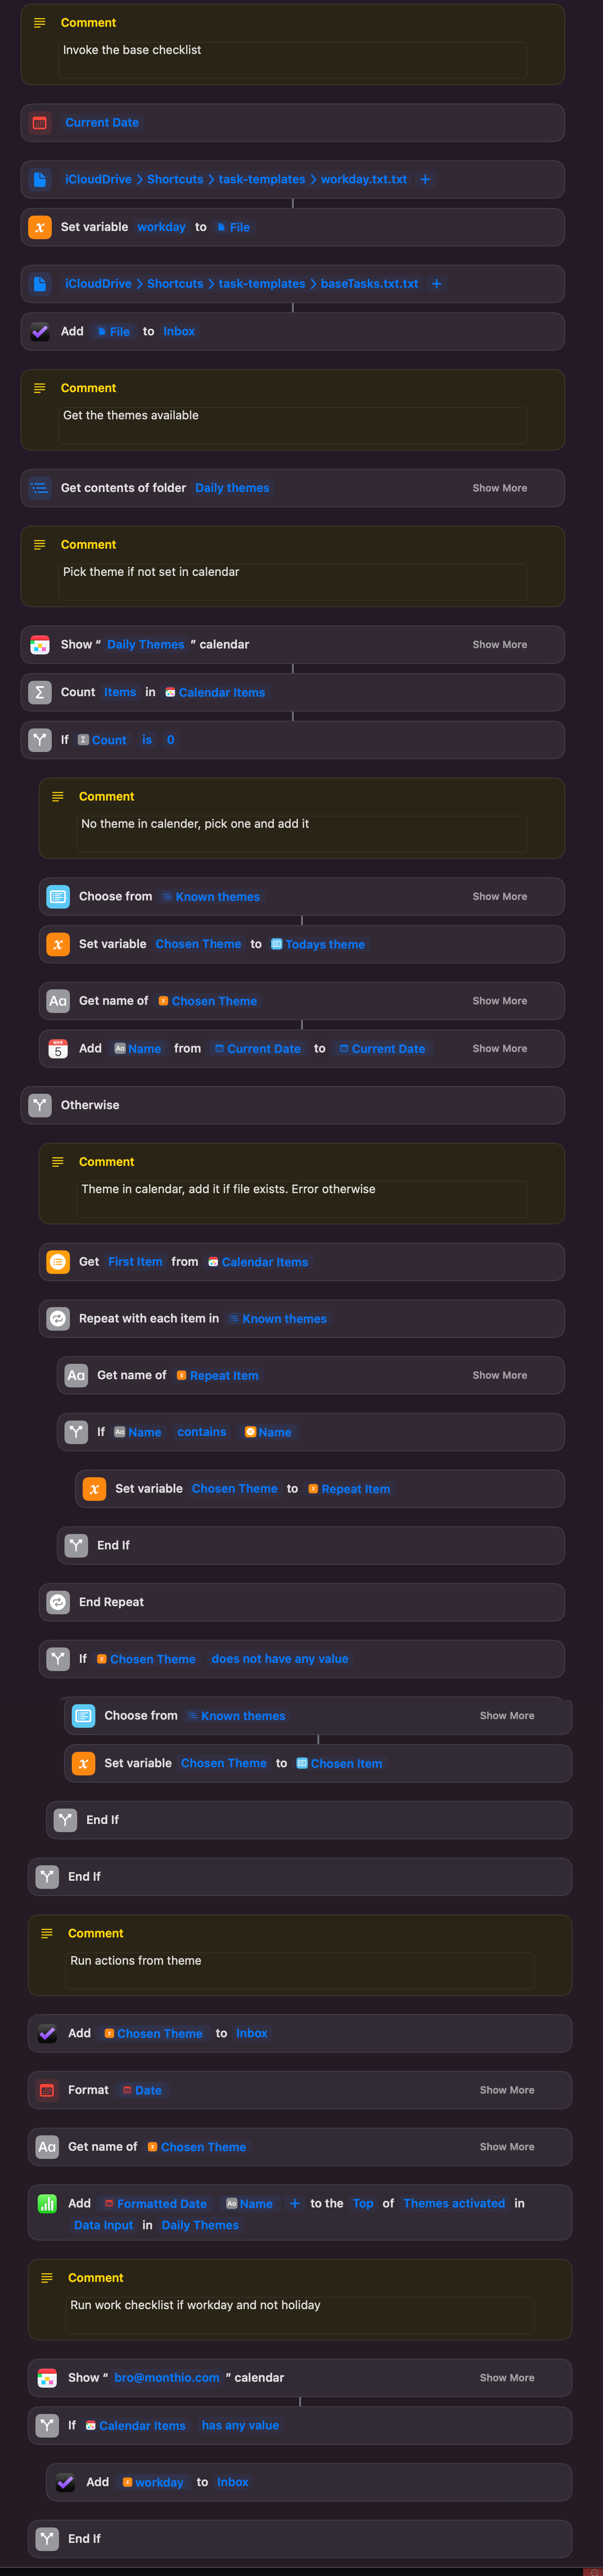 Comment
Invoke the base checklist
Current Date
iCloudDrive > Shortcuts > task-templates > workday.txt.txt +
Set variable workday to File
iCloudDrive > Shortcuts > task-templates > baseTasks.txt.txt +
Add File to Inbox
Comment
Get the themes available
Get contents of folder Daily themes Show More
Comment
Pick theme if not set in calendar
Show “ Daily Themes ” calendar Show More
Count Items in Calendar Items
If Count is 0
Comment
No theme in calender, pick one and add it
Choose from Known themes Show More
Set variable Chosen Theme to Todays theme
Get name of Chosen Theme Show More
Add Name from Current Date to Current Date Show More
Otherwise
Comment
Theme in calendar, add it if file exists. Error otherwise
Get First Item from Calendar Items
Repeat with each item in Known themes
Get name of Repeat Item Show More
If Name contains Name
Set variable Chosen Theme to Repeat Item
End If
End Repeat
If Chosen Theme does not have any value
Choose from Known themes Show More
Set variable Chosen Theme to Chosen Item
End If
End If
Comment
Run actions from theme
Add Chosen Theme to Inbox
Format Date Show More
Get name of Chosen Theme Show More
Add Formatted Date Name + to the Top of Themes activated in
Data Input in Daily Themes
Comment
Run work checklist if workday and not holiday
Show “ bro@monthio.com ” calendar Show More
If Calendar Items has any value
Add workday to Inbox
End If